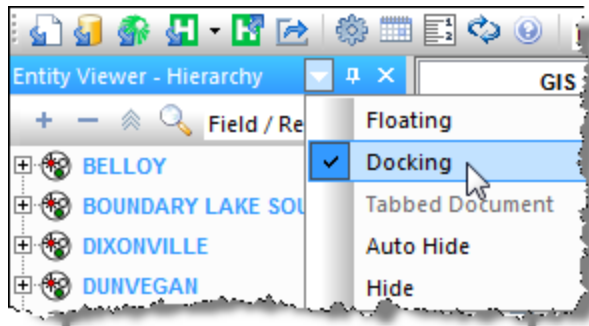 Entity Viewer - Hierarchy
GIS
Field / Re
BELLOY
BOUNDARY LAKE SOU
DIXONVILLE
DUNVEGAN
Floating
Docking
Tabbed Document
Auto Hide
Hide